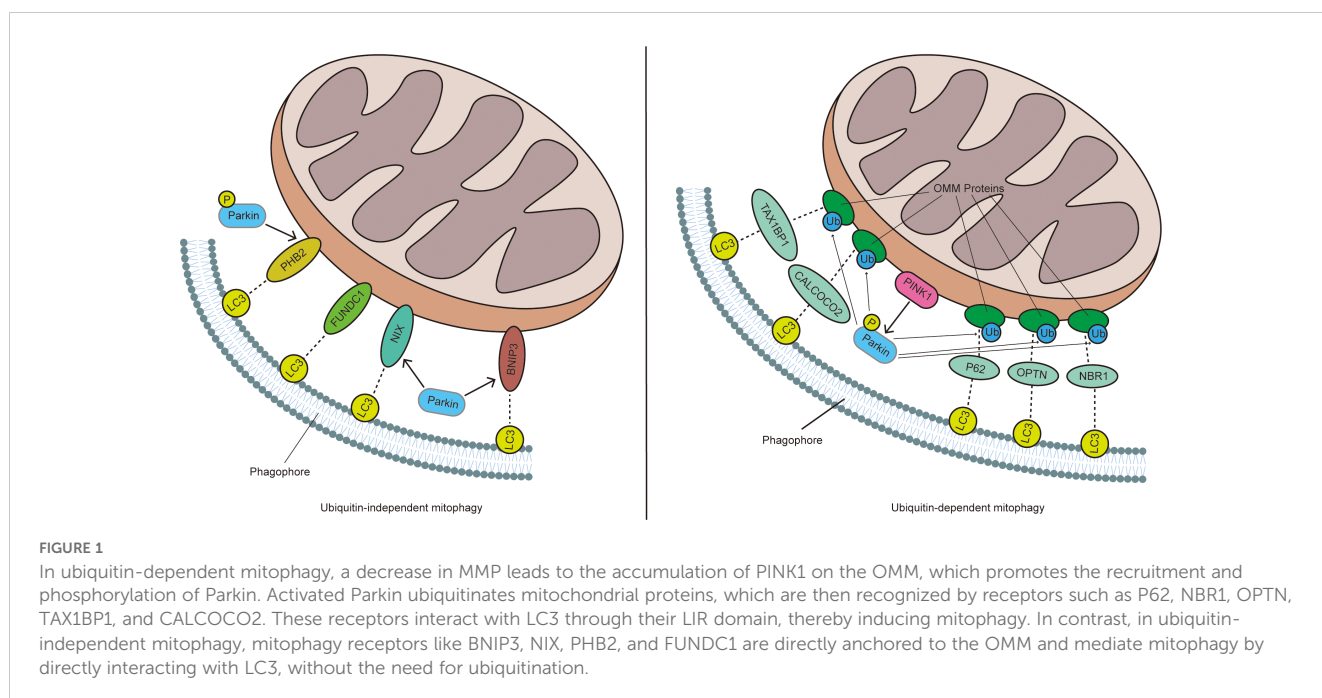 P
Parkin
PHB2
LC3
FUNDC1
LC3
NIX
LC3
Parkin
BNIP3
LC3
Phagophore
Ubiquitin-independent mitophagy
OMM Proteins
TAX1BP1
Ub
LC3
CALCOCO2
Ub
LC3
PINK1
P
Parkin
Ub
Ub
Ub
P62
OPTN
NBR1
LC3
LC3
LC3
Phagophore
Ubiquitin-dependent mitophagy
FIGURE 1
In ubiquitin-dependent mitophagy, a decrease in MMP leads to the accumulation of PINK1 on the OMM, which promotes the recruitment and
phosphorylation of Parkin. Activated Parkin ubiquitinates mitochondrial proteins, which are then recognized by receptors such as P62, NBR1, OPTN,
TAX1BP1, and CALCOCO2. These receptors interact with LC3 through their LIR domain, thereby inducing mitophagy. In contrast, in ubiquitin-
independent mitophagy, mitophagy receptors like BNIP3, NIX, PHB2, and FUNDC1 are directly anchored to the OMM and mediate mitophagy by
directly interacting with LC3, without the need for ubiquitination.